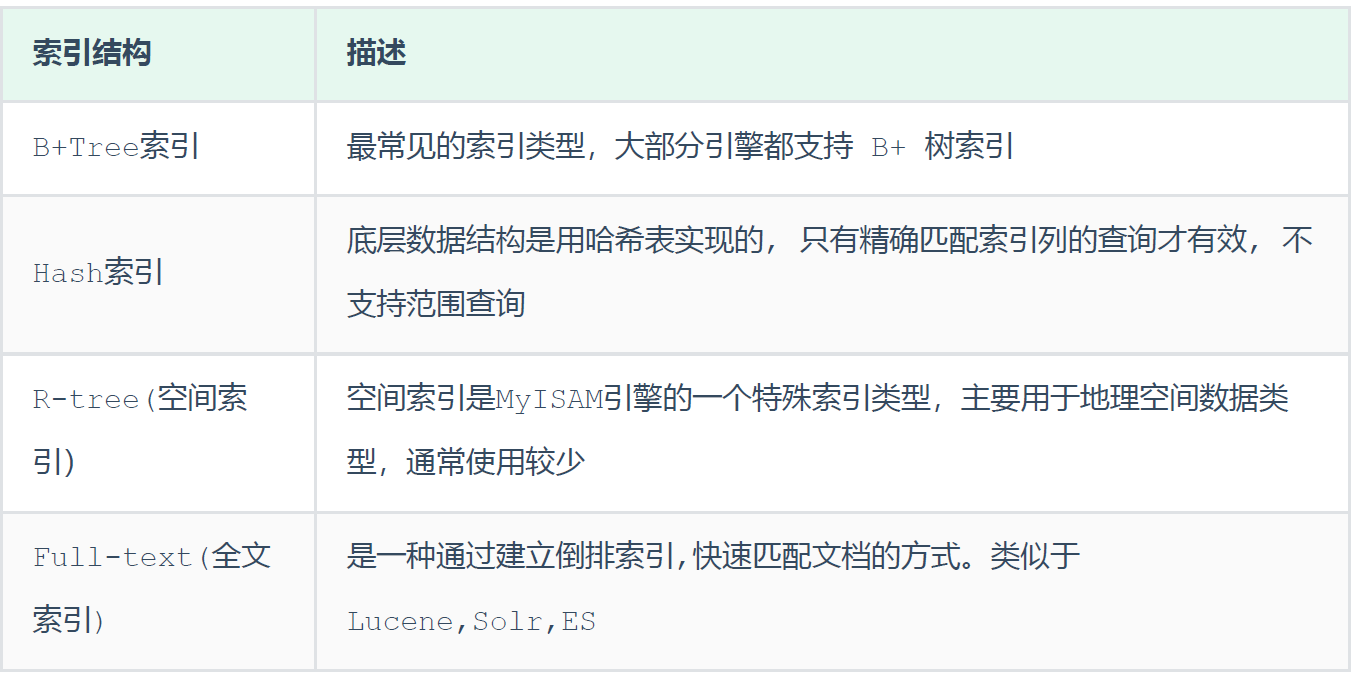 索引结构
描述
B+Tree索引
最常见的索引类型，大部分引擎都支持 B+ 树索引
Hash索引
底层数据结构是用哈希表实现的, 只有精确匹配索引列的查询才有效, 不
支持范围查询
R-tree(空间索
引)
空间索引是MyISAM引擎的一个特殊索引类型，主要用于地理空间数据类
型，通常使用较少
Full-text(全文
索引)
是一种通过建立倒排索引,快速匹配文档的方式。类似于
Lucene,Solr,ES